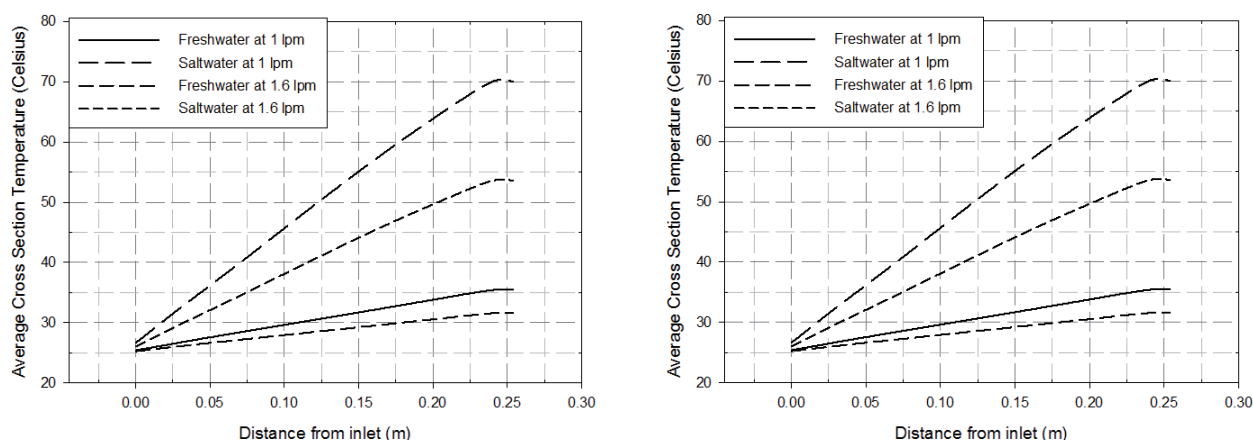 Average Cross Section Temperature (Celsius)
80
70
60
50
40
30
20
Freshwater at 1 lpm
Saltwater at 1 lpm
Freshwater at 1.6 lpm
Saltwater at 1.6 lpm
0.00 0.05 0.10 0.15 0.20 0.25 0.30
Distance from inlet (m)
Average Cross Section Temperature (Celsius)
80
70
60
50
40
30
20
Freshwater at 1 lpm
Saltwater at 1 lpm
Freshwater at 1.6 lpm
Saltwater at 1.6 lpm
0.00 0.05 0.10 0.15 0.20 0.25 0.30
Distance from inlet (m)